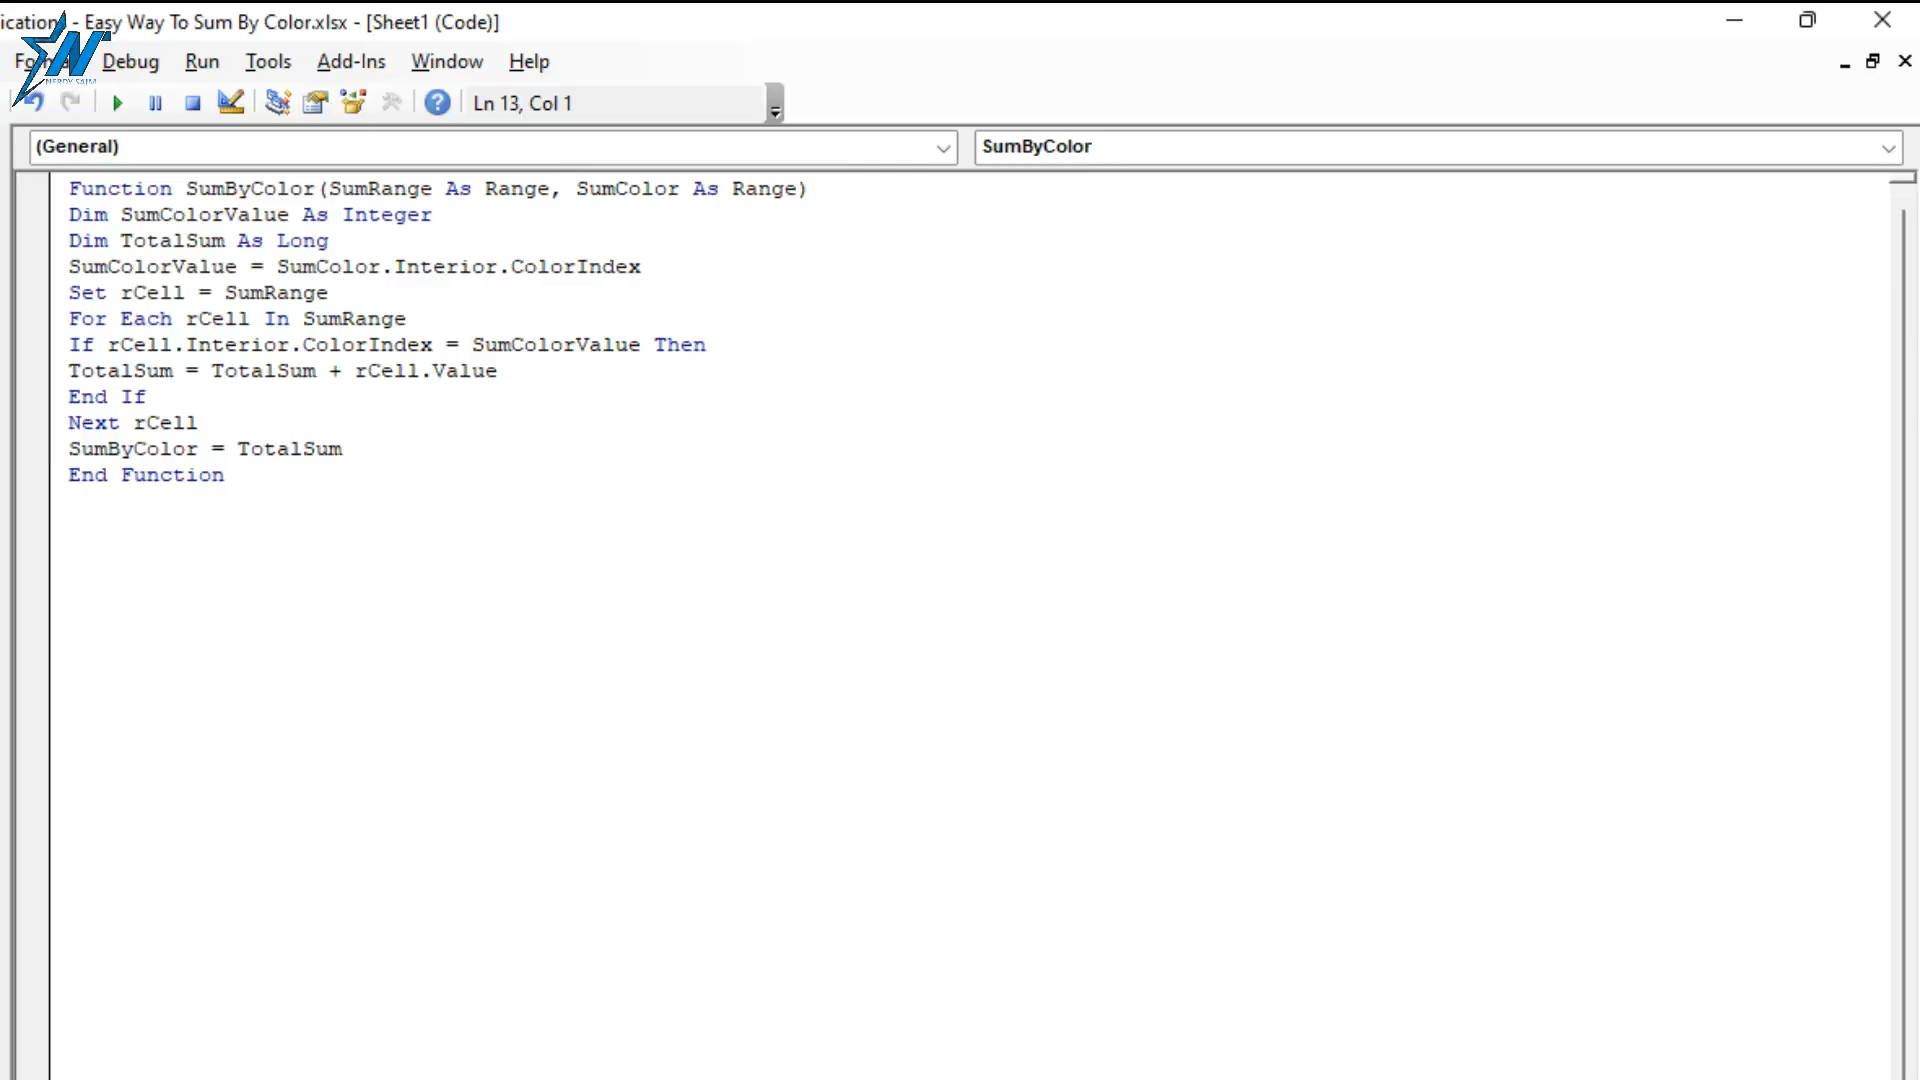 ication] - Easy Way To Sum By Color.xlsx - [Sheet1 (Code)]
Debug Run Tools Add-Ins Window Help
N
NERDY SAIM
Ln 13, Col 1
(General)
SumByColor
Function SumByColor(SumRange As Range, SumColor As Range)
Dim SumColorValue As Integer
Dim TotalSum As Long
SumColorValue = SumColor.Interior.ColorIndex
Set rCell = SumRange
For Each rCell In SumRange
If rCell.Interior.ColorIndex = SumColorValue Then
TotalSum = TotalSum + rCell.Value
End If
Next rCell
SumByColor = TotalSum
End Function